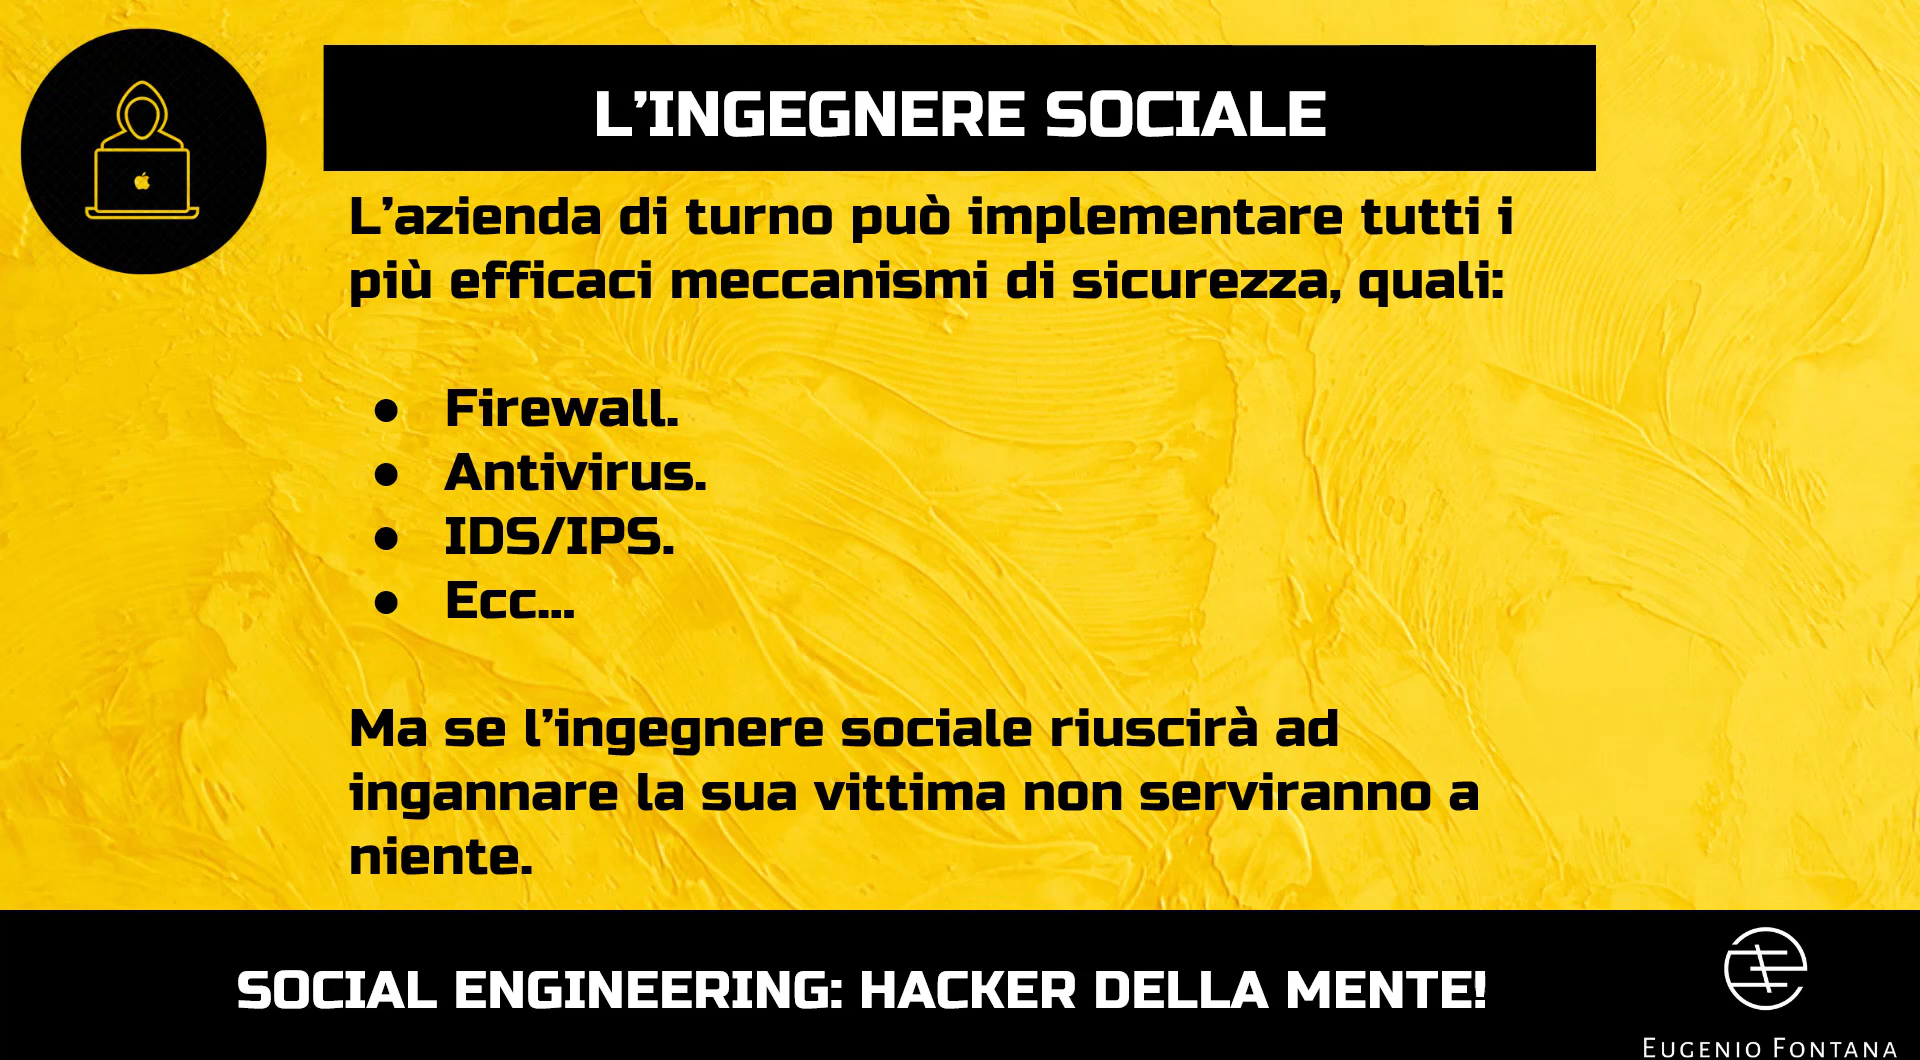 L’INGEGNERE SOCIALE
L’azienda di turno può implementare tutti i
più efficaci meccanismi di sicurezza, quali:
● Firewall.
● Antivirus.
● IDS/IPS.
● Ecc...
Ma se l’ingegnere sociale riuscirà ad
ingannare la sua vittima non serviranno a
niente.
SOCIAL ENGINEERING: HACKER DELLA MENTE!
EUGENIO FONTANA